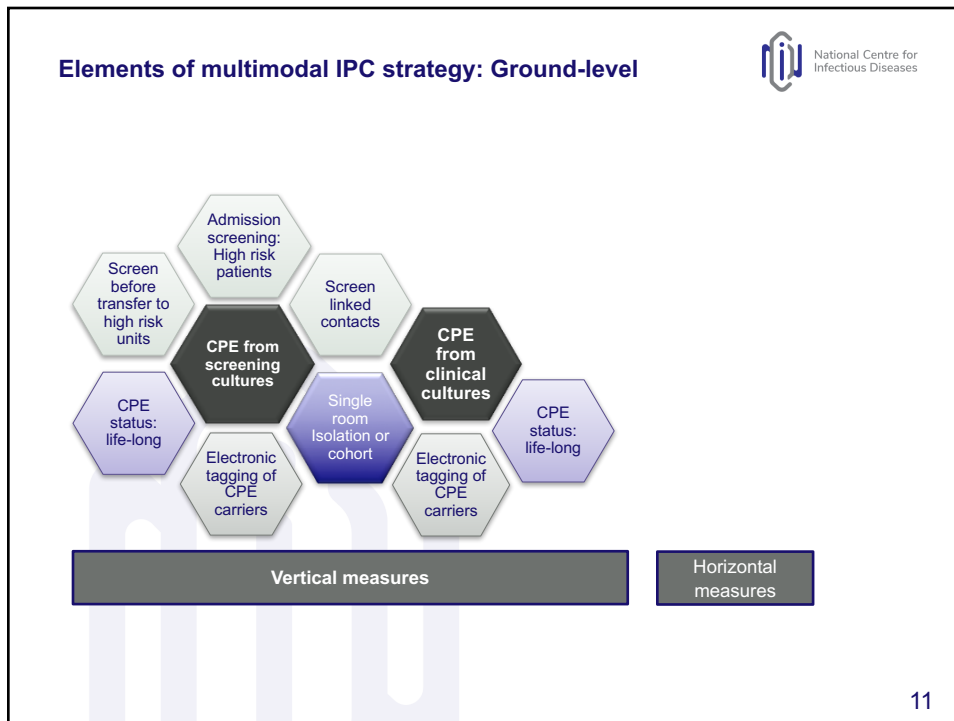 Elements of multimodal IPC strategy: Ground-level
National Centre for
Infectious Diseases
Admission
screening:
High risk
patients
Screen
before
transfer to
high risk
units
Screen
linked
contacts
CPE from
screening
cultures
CPE
from
clinical
cultures
CPE
status:
life-long
Single
room
Isolation or
cohort
CPE
status:
life-long
Electronic
tagging of
CPE
carriers
Electronic
tagging of
CPE
carriers
Vertical measures
Horizontal
measures
11